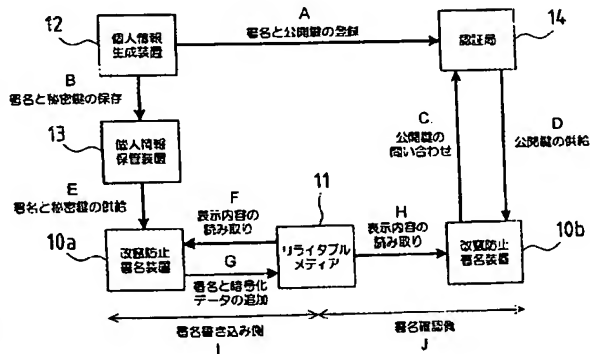 12
個人情報
生成装置
A
署名と公開鍵の登録
認証局
14
B
署名と秘密鍵の保存
13
個人情報
保管装置
C.
公開鍵の
問い合わせ
D
公開鍵の供給
E
署名と秘密鍵の供給
F
表示内容の
読み取り
11
H
表示内容の
読み取り
10a
改竄防止
署名装置
G
署名と暗号化
データの追加
リライタブル
メディア
改竄防止
署名装置
10b
署名書き込み側
I
署名確認側
J